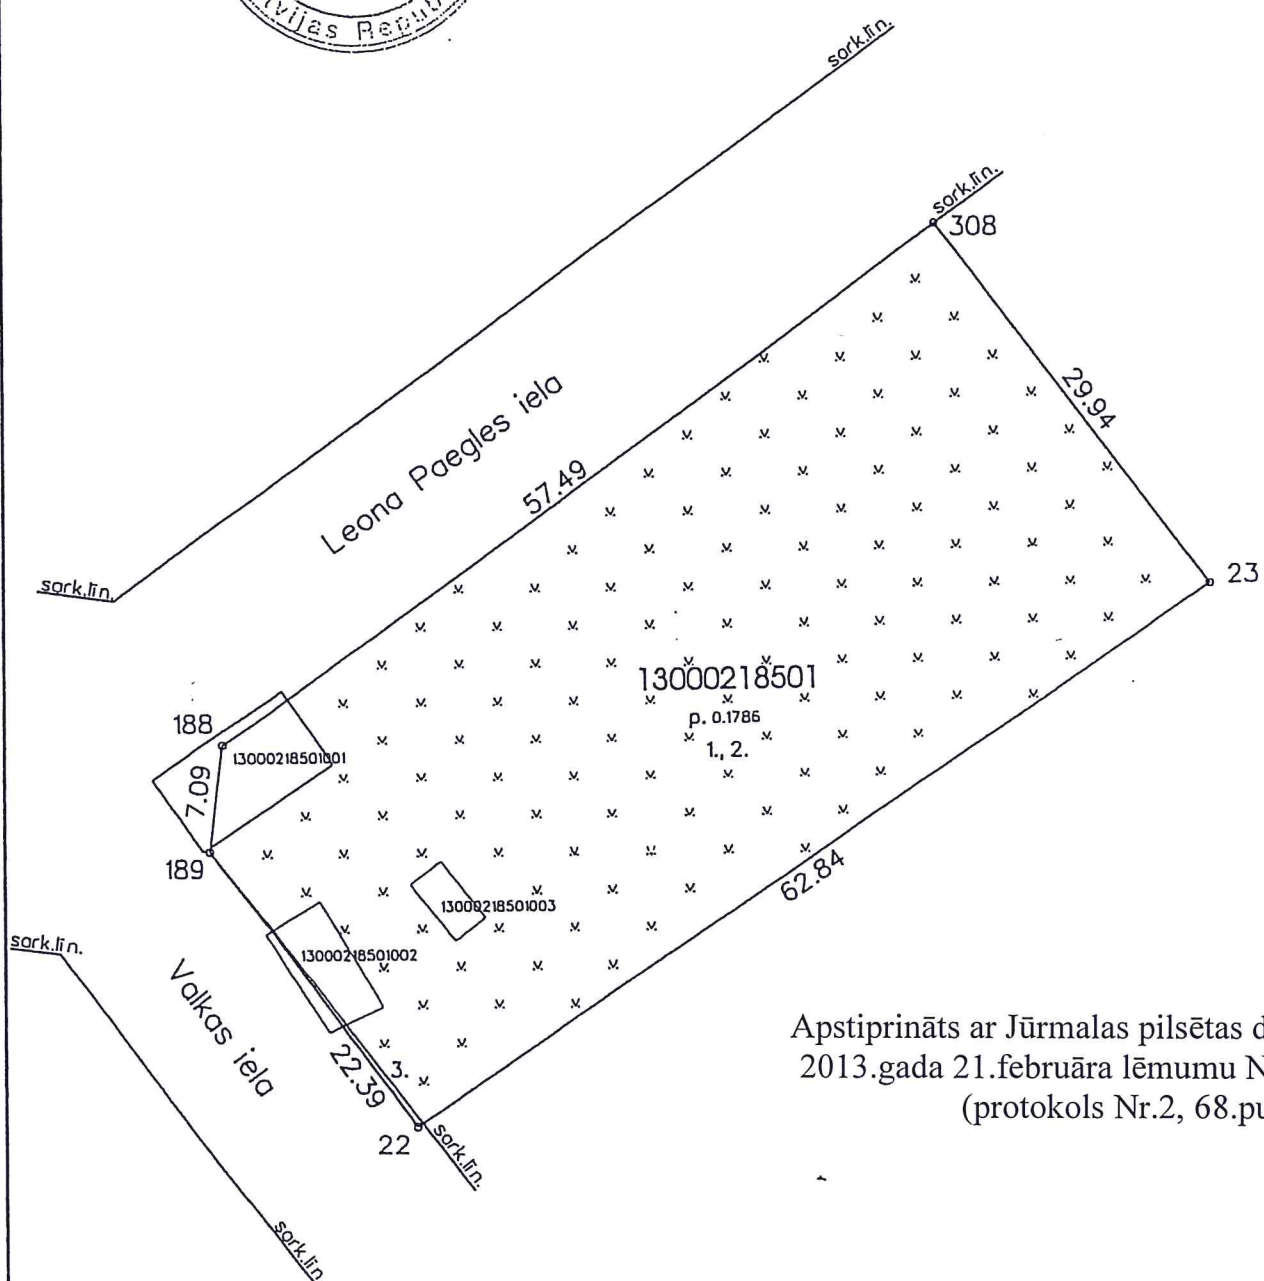 vijas Repub
sark.līn.
sark.līn.
308
29.94
Leona Paegles iela
57.49
sark.līn.
23
13000218501
p. 0.1786
1., 2.
188
13000218501001
7.09
189
62.84
13000218501003
sark.līn.
13000218501002
Valkas iela
22.39
3.
22
sark.līn.
sark.līn
Apstiprināts ar Jūrmalas pilsētas d
2013.gada 21.februāra lēmumu N
(protokols Nr.2, 68.pu